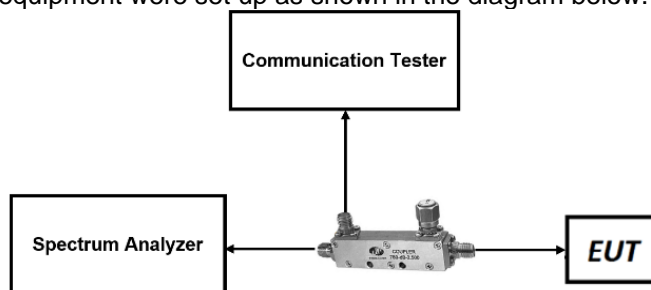 equipment were set up as shown in the diagram below.
Communication Tester
Spectrum Analyzer
COUPLER
EUT